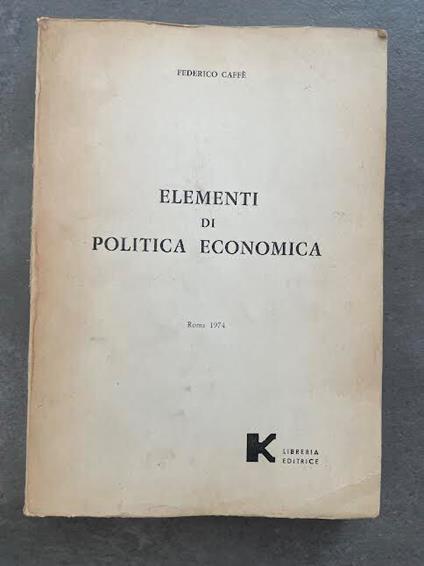 FEDERICO CAFFÈ
ELEMENTI
DI
POLITICA ECONOMICA
Roma 1974
K LIBRERIA
EDITRICE